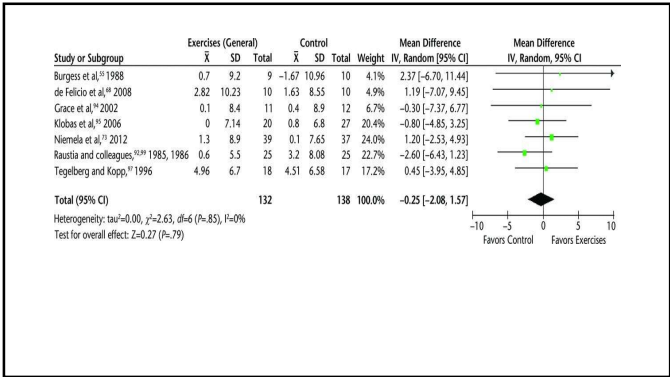 Exercises (General) Control Mean Difference Mean Difference
Study or Subgroup X̄ SD Total X̄ SD Total Weight IV, Random [95% CI] IV, Random, 95% CI
Burgess et al,⁵⁵ 1988 0.7 9.2 9 −1.67 10.96 10 4.1% 2.37 [−6.70, 11.44]
de Felicio et al,⁶⁸ 2008 2.82 10.23 10 1.63 8.55 10 4.9% 1.19 [−7.07, 9.45]
Grace et al,⁹⁴ 2002 0.1 8.4 11 0.4 8.9 12 6.7% −0.30 [−7.37, 6.77]
Klobas et al,⁹⁵ 2006 0 7.14 20 0.8 6.8 27 20.4% −0.80 [−4.85, 3.25]
Niemela et al,⁷³ 2012 1.3 8.9 39 0.1 7.65 37 24.0% 1.20 [−2.53, 4.93]
Raustia and colleagues,⁹²,⁹⁹ 1985, 1986 0.6 5.5 25 3.2 8.08 25 22.7% −2.60 [−6.43, 1.23]
Tegelberg and Kopp,⁹⁷ 1996 4.96 6.7 18 4.51 6.58 17 17.2% 0.45 [−3.95, 4.85]
Total (95% CI) 132 138 100.0% −0.25 [−2.08, 1.57]
Heterogeneity: tau²=0.00, χ²=2.63, df=6 (P=.85), I²=0%
Test for overall effect: Z=0.27 (P=.79)
−10 −5 0 5 10
Favors Control Favors Exercises